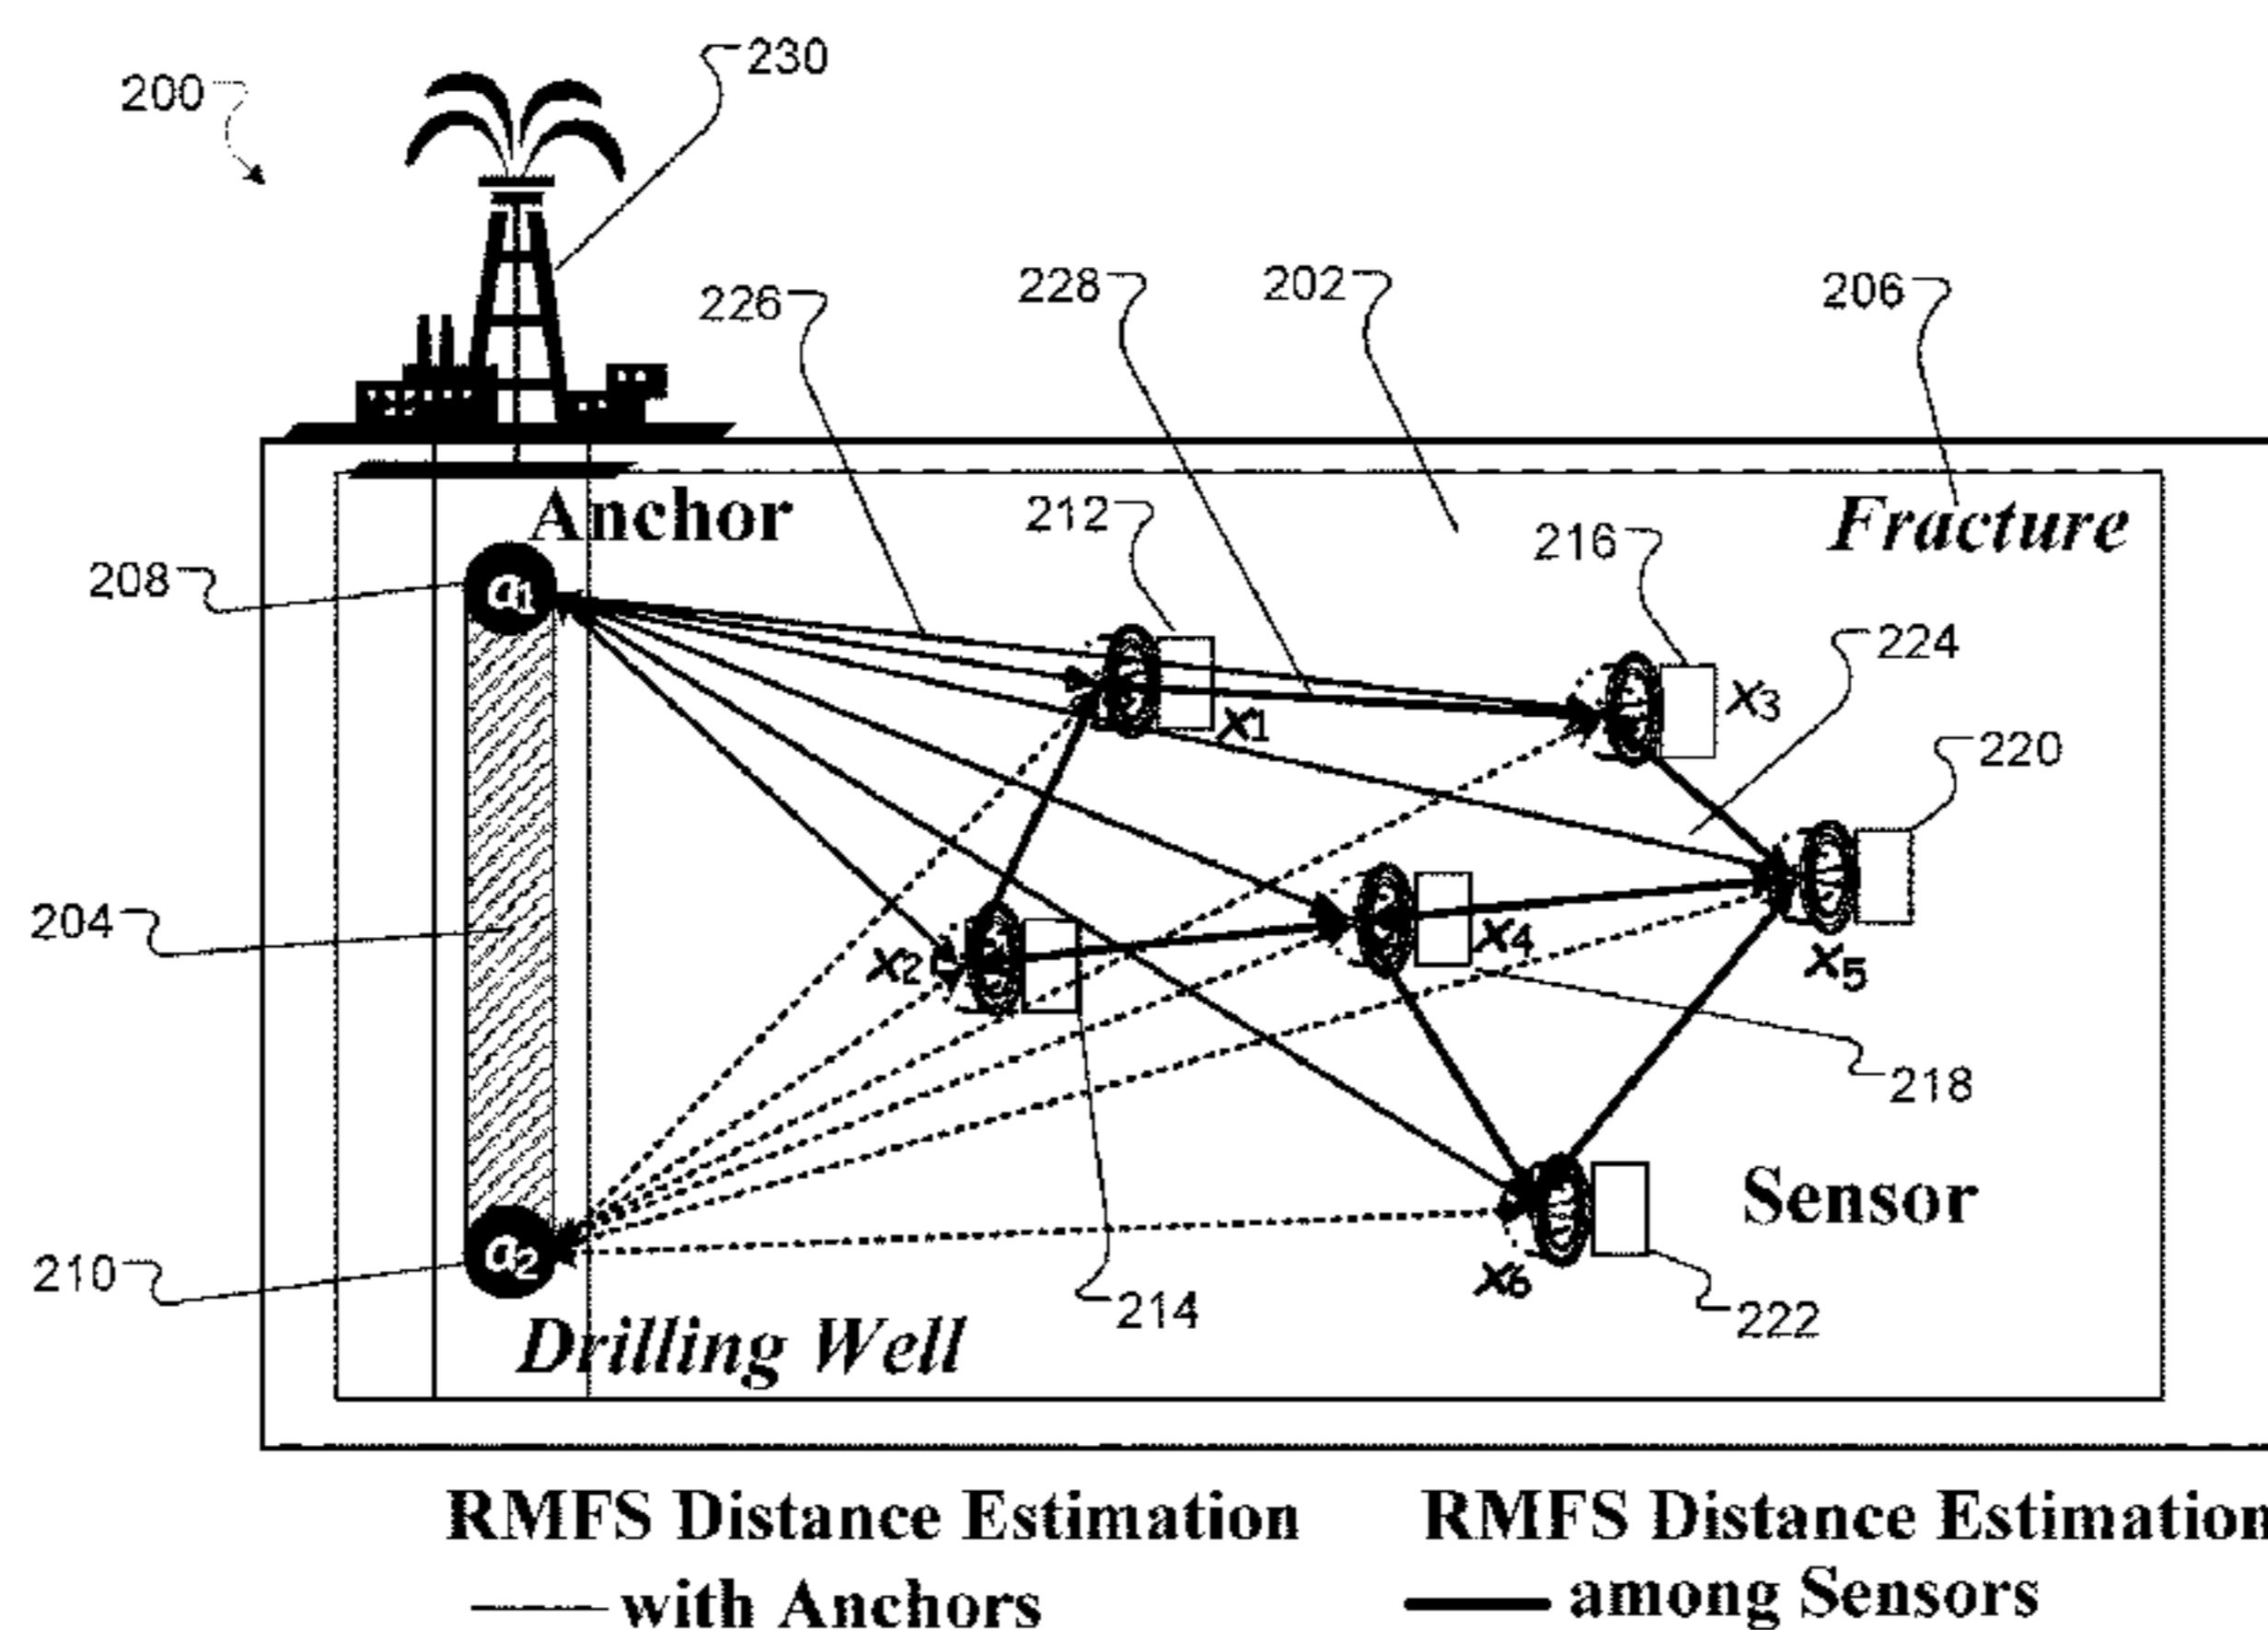 230
200
228
202
206
226
Anchor
212
216
Fracture
208
a1
224
x1
x3
220
204
x2
x4
x5
218
Sensor
210
a2
x6
214
222
Drilling Well
RMFS Distance Estimation
with Anchors
RMFS Distance Estimation
among Sensors